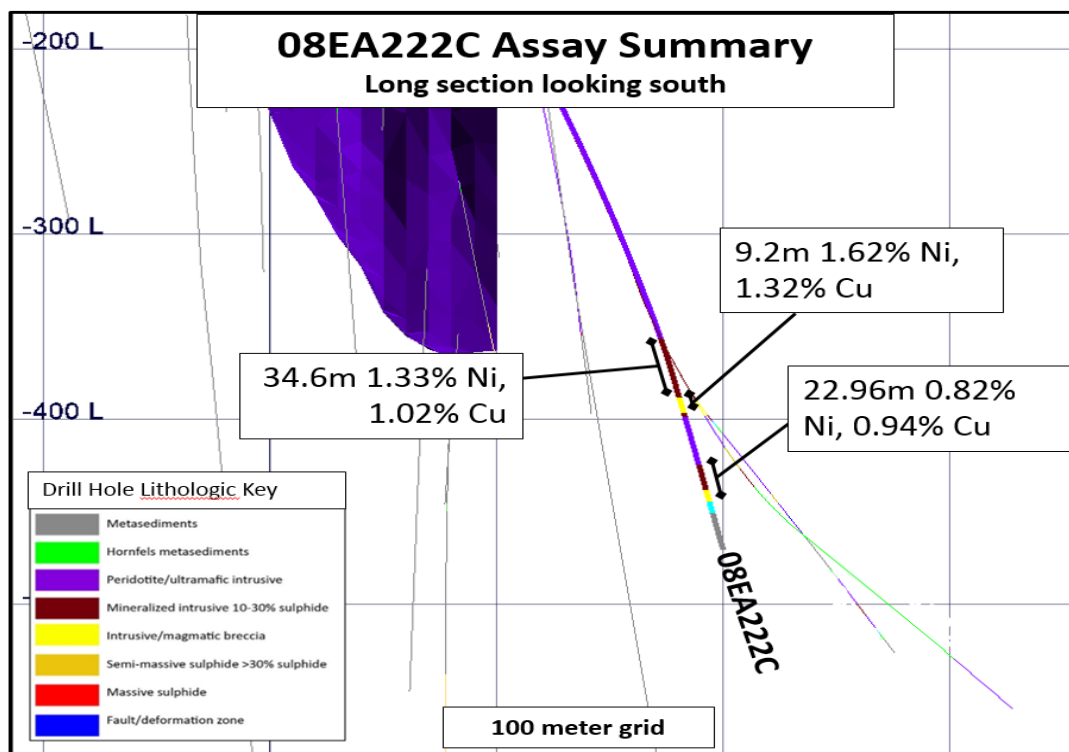 08EA222C Assay Summary
Long section looking south
-200 L
-300 L
-400 L
9.2m 1.62% Ni,
1.32% Cu
34.6m 1.33% Ni,
1.02% Cu
22.96m 0.82%
Ni, 0.94% Cu
08EA222C
Drill Hole Lithologic Key
Metasediments
Hornfels metasediments
Peridotite/ultramafic intrusive
Mineralized intrusive 10-30% sulphide
Intrusive/magmatic breccia
Semi-massive sulphide >30% sulphide
Massive sulphide
Fault/deformation zone
100 meter grid